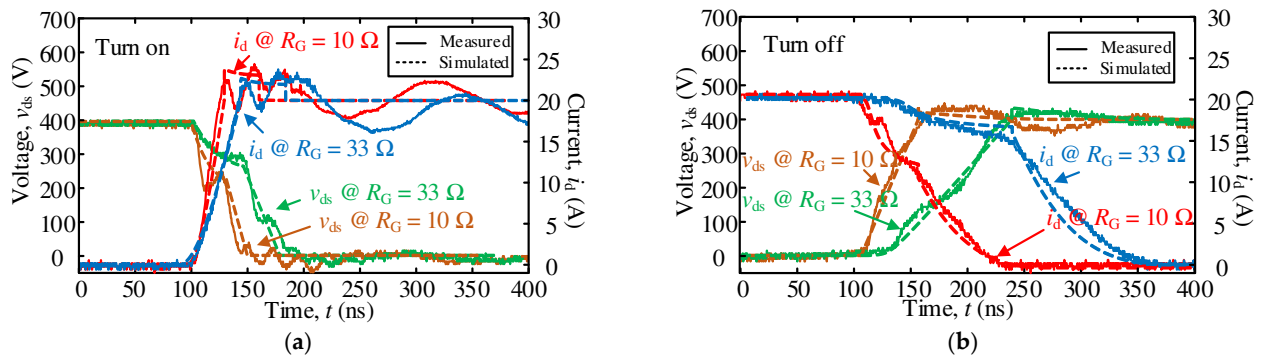 Turn on
i_d @ R_G = 10 Ω
Measured
Simulated
i_d @ R_G = 33 Ω
v_ds @ R_G = 33 Ω
v_ds @ R_G = 10 Ω
Voltage, v_ds (V)
700
600
500
400
300
200
100
0
Current, i_d (A)
30
25
20
15
10
5
0
0
50
100
150
200
250
300
350
400
Time, t (ns)
(a)
Turn off
Measured
Simulated
v_ds @ R_G = 10 Ω
i_d @ R_G = 33 Ω
v_ds @ R_G = 33 Ω
i_d @ R_G = 10 Ω
Voltage, v_ds (V)
700
600
500
400
300
200
100
0
Current, i_d (A)
30
25
20
15
10
5
0
0
50
100
150
200
250
300
350
400
Time, t (ns)
(b)